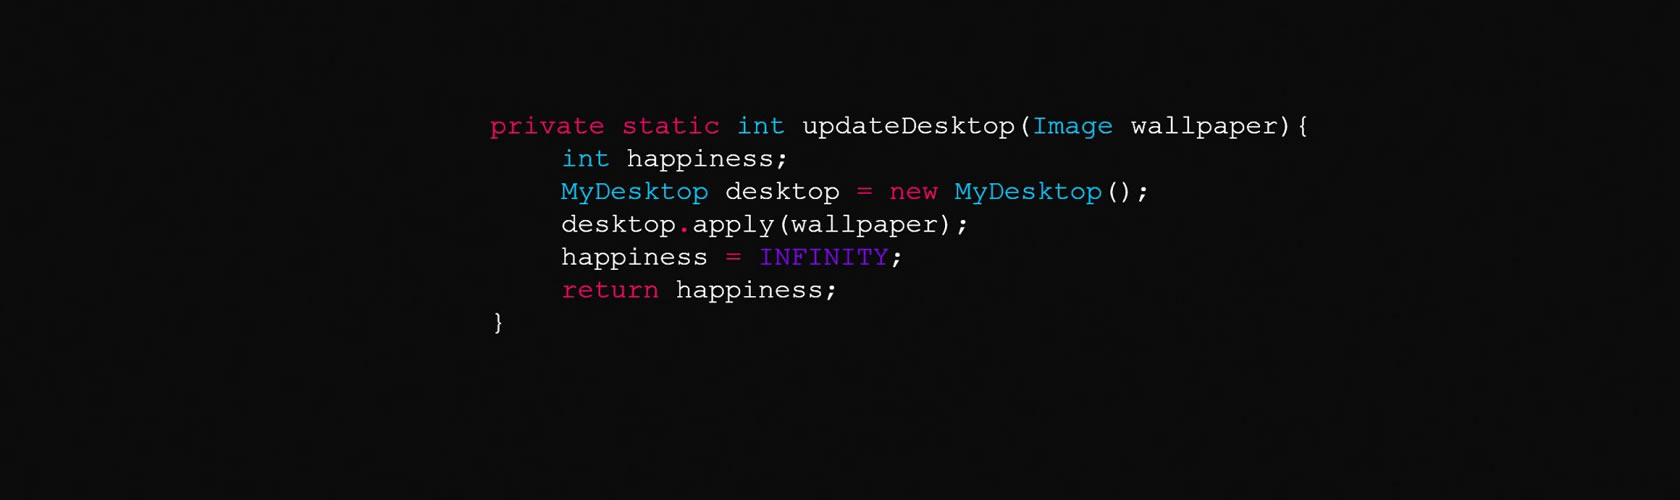 private static int updateDesktop(Image wallpaper){
int happiness;
MyDesktop desktop = new MyDesktop();
desktop.apply(wallpaper);
happiness = INFINITY;
return happiness;
}